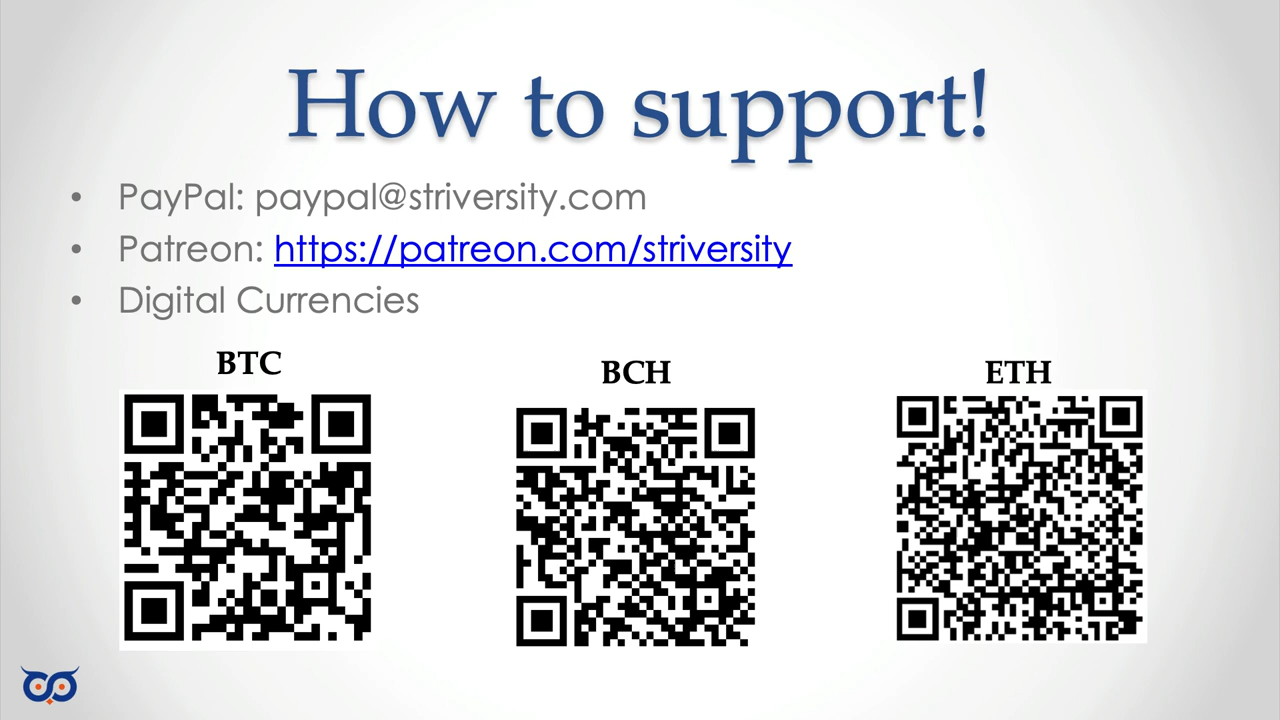 How to support!
• PayPal: paypal@striversity.com
• Patreon: https://patreon.com/striversity
• Digital Currencies
BTC
BCH
ETH